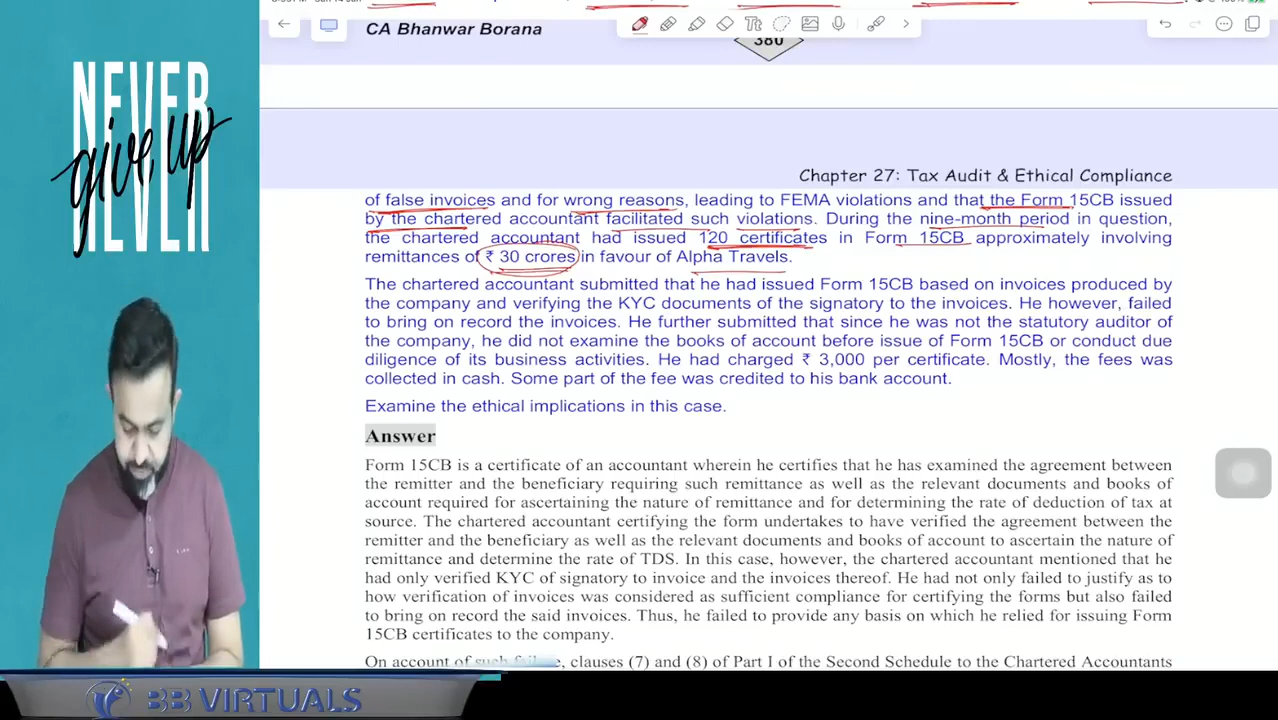 CA Bhanwar Borana
380
NEVER
give up
NEVER
Chapter 27: Tax Audit & Ethical Compliance
of false invoices and for wrong reasons, leading to FEMA violations and that the Form 15CB issued
by the chartered accountant facilitated such violations. During the nine-month period in question,
the chartered accountant had issued 120 certificates in Form 15CB approximately involving
remittances of ₹ 30 crores in favour of Alpha Travels.
The chartered accountant submitted that he had issued Form 15CB based on invoices produced by
the company and verifying the KYC documents of the signatory to the invoices. He however, failed
to bring on record the invoices. He further submitted that since he was not the statutory auditor of
the company, he did not examine the books of account before issue of Form 15CB or conduct due
diligence of its business activities. He had charged ₹ 3,000 per certificate. Mostly, the fees was
collected in cash. Some part of the fee was credited to his bank account.
Examine the ethical implications in this case.
Answer
Form 15CB is a certificate of an accountant wherein he certifies that he has examined the agreement between
the remitter and the beneficiary requiring such remittance as well as the relevant documents and books of
account required for ascertaining the nature of remittance and for determining the rate of deduction of tax at
source. The chartered accountant certifying the form undertakes to have verified the agreement between the
remitter and the beneficiary as well as the relevant documents and books of account to ascertain the nature of
remittance and determine the rate of TDS. In this case, however, the chartered accountant mentioned that he
had only verified KYC of signatory to invoice and the invoices thereof. He had not only failed to justify as to
how verification of invoices was considered as sufficient compliance for certifying the forms but also failed
to bring on record the said invoices. Thus, he failed to provide any basis on which he relied for issuing Form
15CB certificates to the company.
On account of such, clauses (7) and (8) of Part I of the Second Schedule to the Chartered Accountants
BB VIRTUALS